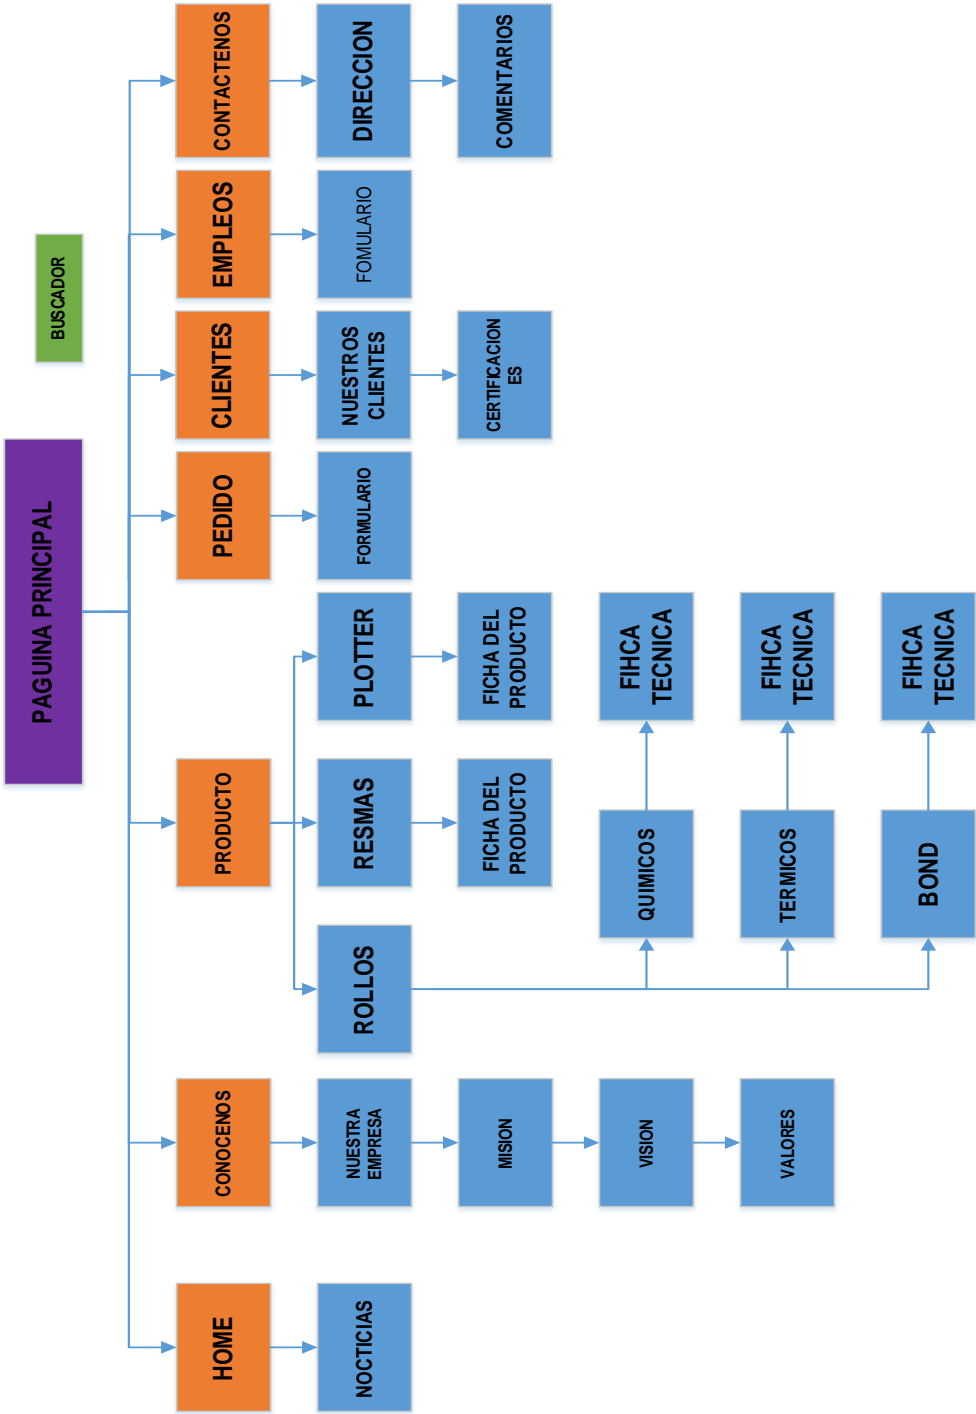 PAGUINA PRINCIPAL
BUSCADOR
HOME
CONOCENOS
PRODUCTO
PEDIDO
CLIENTES
EMPLEOS
CONTACTENOS
NOCTICIAS
NUESTRA
EMPRESA
ROLLOS
RESMAS
PLOTTER
FORMULARIO
NUESTROS
CLIENTES
FOMULARIO
DIRECCION
MISION
FICHA DEL
PRODUCTO
FICHA DEL
PRODUCTO
CERTIFICACION
ES
COMENTARIOS
VISION
QUIMICOS
FIHCA
TECNICA
VALORES
TERMICOS
FIHCA
TECNICA
BOND
FIHCA
TECNICA